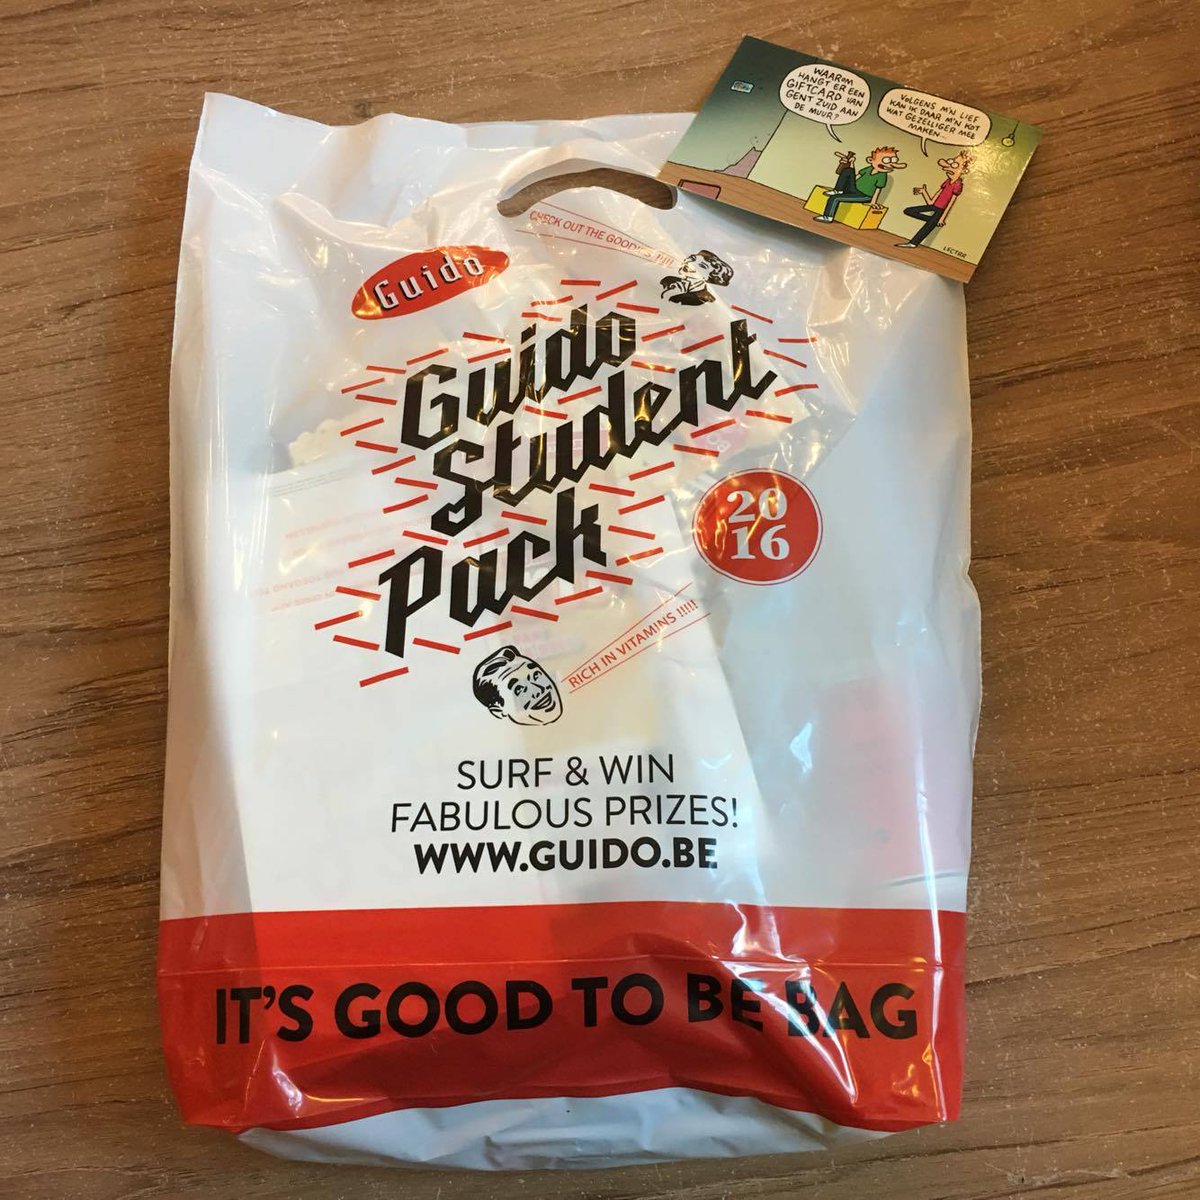 WAAROM
HANGT ER EEN
GIFTCARD VAN
GENT ZUID AAN
DE MUUR?
VOLGENS M'N LIEF
KAN IK DAAR M'N KOT
WAT GEZELLIGER MEE
MAKEN...
LECTRR
CHECK OUT THE GOODIES !!!!!
Guido
Guido
Student
Pack
20
16
RICH IN VITAMINS !!!!!
SURF & WIN
FABULOUS PRIZES!
WWW.GUIDO.BE
IT'S GOOD TO BE BAG